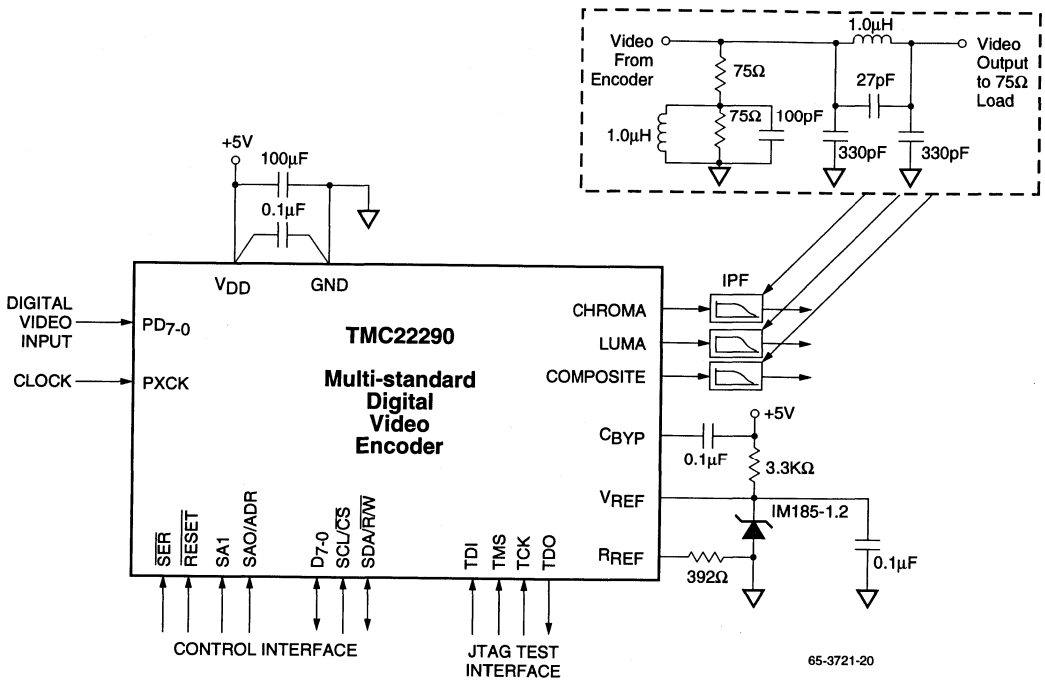 1.0µH
Video
From
Encoder
Video
Output
to 75Ω
Load
75Ω
27pF
75Ω
100pF
1.0µH
330pF
330pF
+5V
100µF
0.1µF
VDD
GND
IPF
DIGITAL
VIDEO
INPUT
PD7-0
CLOCK
PXCK
TMC22290
Multi-standard
Digital
Video
Encoder
CHROMA
LUMA
COMPOSITE
CBYP
0.1µF
+5V
3.3KΩ
VREF
IM185-1.2
RREF
392Ω
0.1µF
SER
RESET
SA1
SAO/ADR
D7-0
SCL/CS
SDA/R/W
TDI
TMS
TCK
TDO
CONTROL INTERFACE
JTAG TEST
INTERFACE
65-3721-20